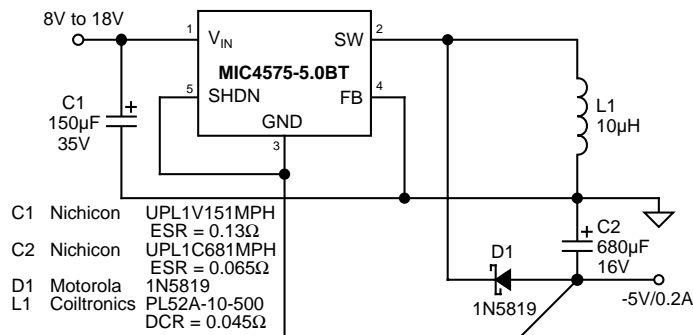 8V to 18V
1
VIN
SW
2
MIC4575-5.0BT
5
SHDN
FB
4
GND
3
C1
+
150µF
35V
L1
10µH
C1 Nichicon UPL1V151MPH
ESR = 0.13Ω
C2 Nichicon UPL1C681MPH
ESR = 0.065Ω
D1 Motorola 1N5819
L1 Coiltronics PL52A-10-500
DCR = 0.045Ω
D1
1N5819
+
C2
680µF
16V
-5V/0.2A